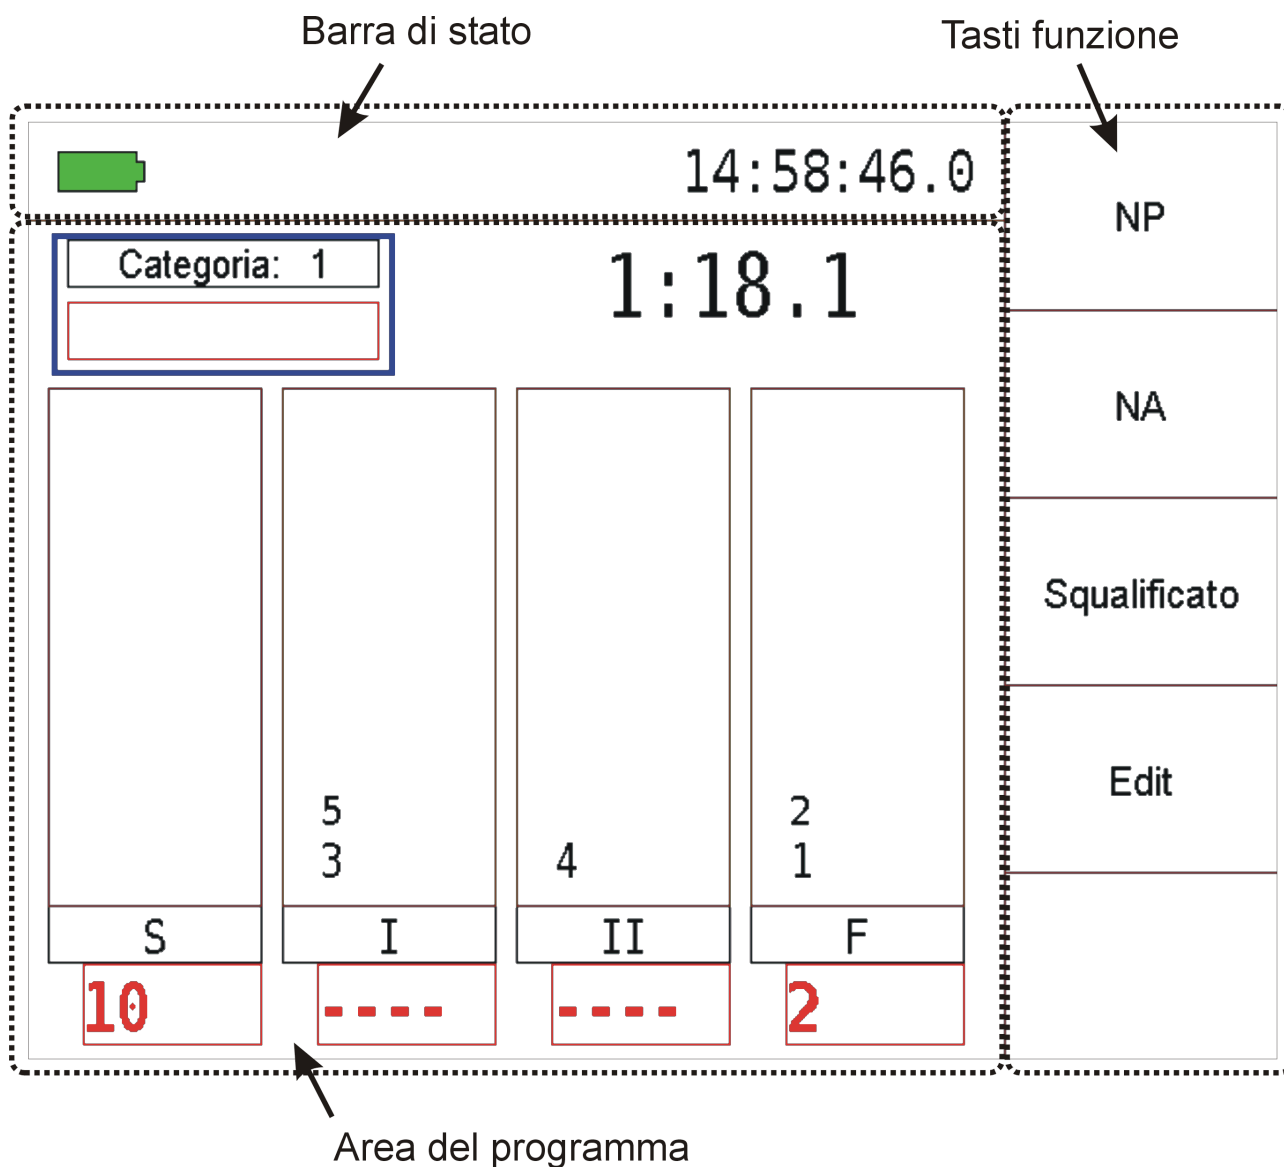 Barra di stato
Tasti funzione
14:58:46.0
NP
Categoria: 1
1:18.1
NA
Squalificato
Edit
5
3
4
2
1
S
I
II
F
10
----
----
2
Area del programma